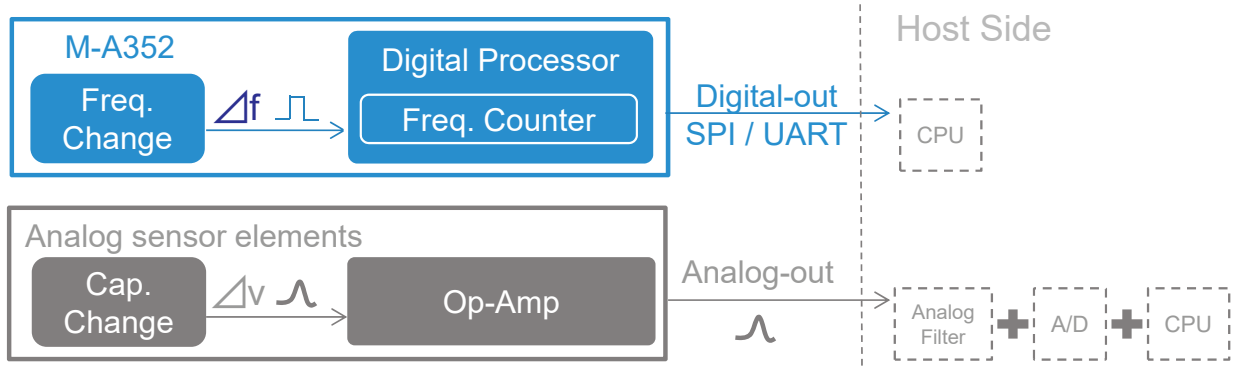 Host Side
M-A352
Freq.
Change
⊿f
Digital Processor
Freq. Counter
Digital-out
SPI / UART
CPU
Analog sensor elements
Cap.
Change
⊿v
Op-Amp
Analog-out
Analog
Filter
A/D
CPU